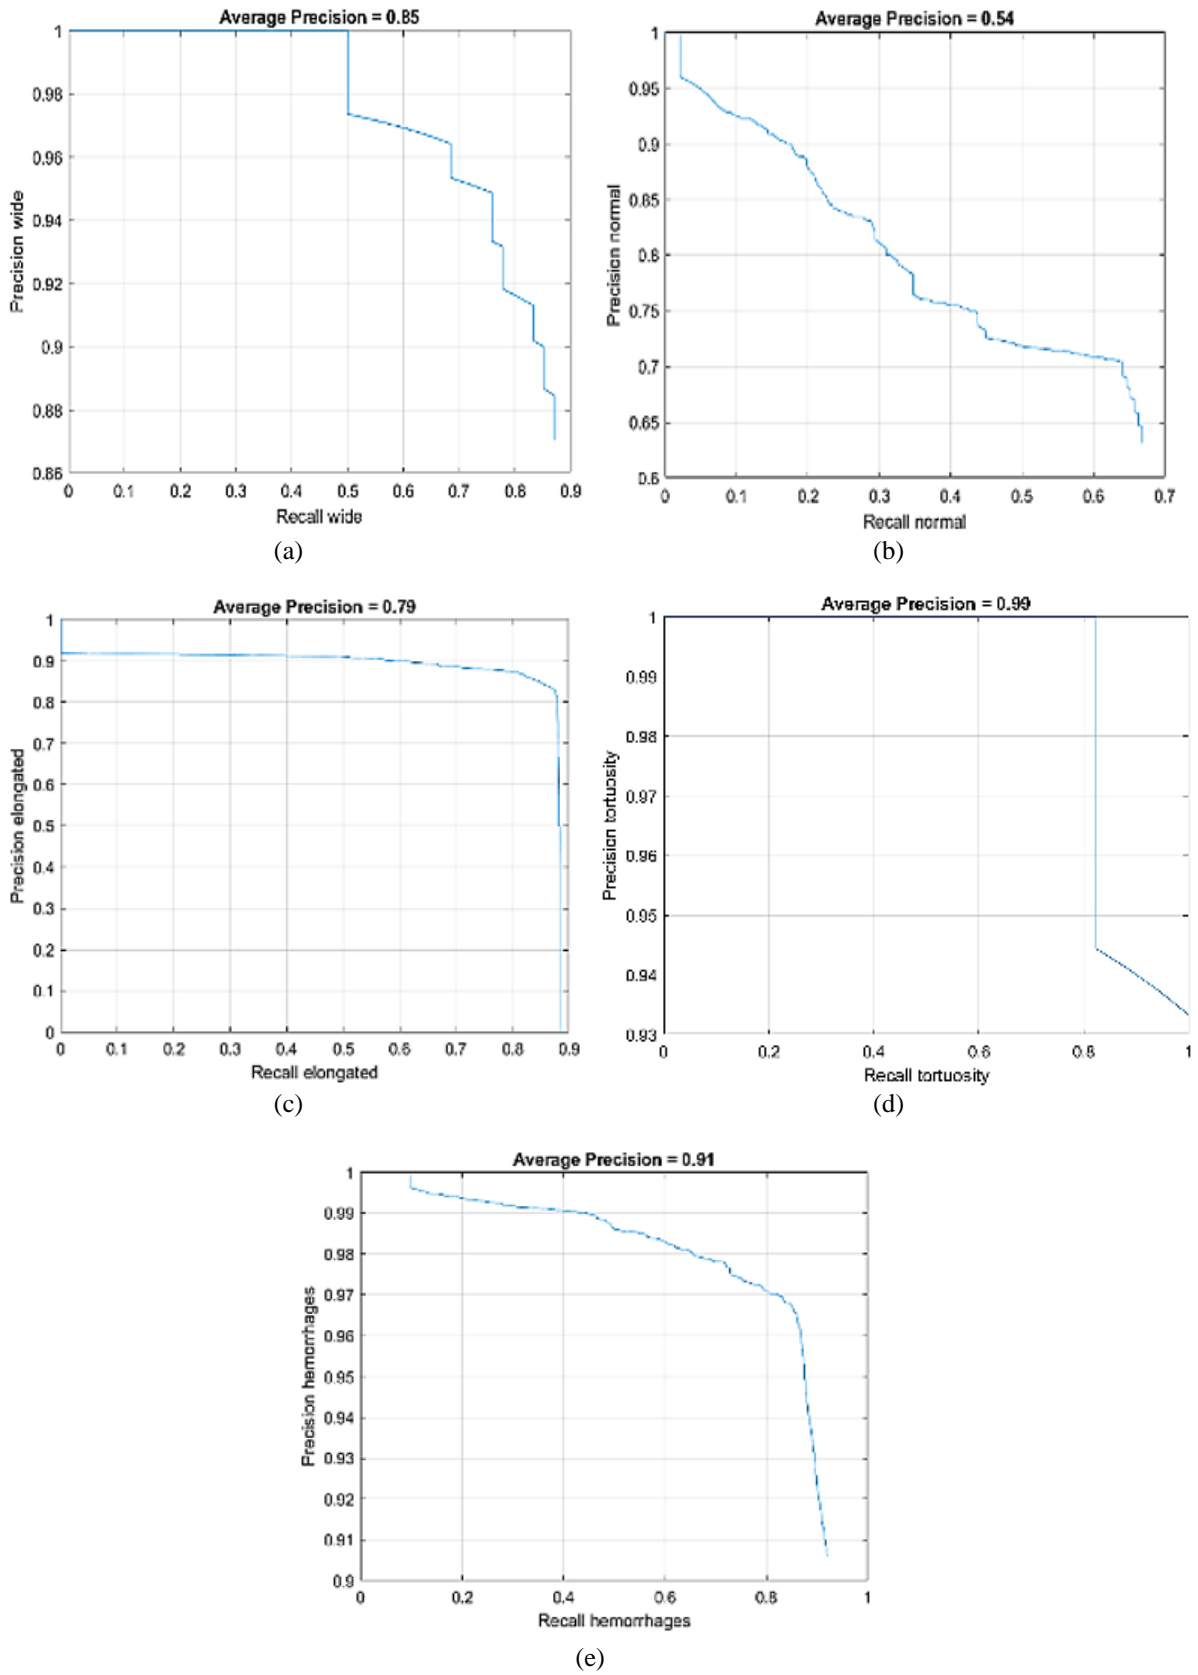 Average Precision = 0.85
1
0.98
0.96
0.94
0.92
0.9
0.88
0.86
Precision wide
0 0.1 0.2 0.3 0.4 0.5 0.6 0.7 0.8 0.9
Recall wide
(a)
Average Precision = 0.54
1
0.95
0.9
0.85
0.8
0.75
0.7
0.65
0.6
Precision normal
0 0.1 0.2 0.3 0.4 0.5 0.6 0.7
Recall normal
(b)
Average Precision = 0.79
1
0.9
0.8
0.7
0.6
0.5
0.4
0.3
0.2
0.1
0
Precision elongated
0 0.1 0.2 0.3 0.4 0.5 0.6 0.7 0.8 0.9
Recall elongated
(c)
Average Precision = 0.99
1
0.99
0.98
0.97
0.96
0.95
0.94
0.93
Precision tortuosity
0 0.2 0.4 0.6 0.8 1
Recall tortuosity
(d)
Average Precision = 0.91
1
0.99
0.98
0.97
0.96
0.95
0.94
0.93
0.92
0.91
0.9
Precision hemorrhages
0 0.2 0.4 0.6 0.8 1
Recall hemorrhages
(e)